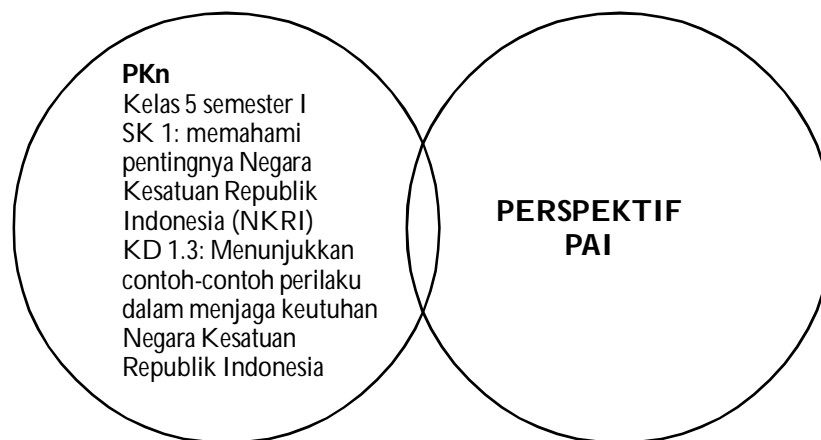 PKn
Kelas 5 semester I
SK 1: memahami
pentingnya Negara
Kesatuan Republik
Indonesia (NKRI)
KD 1.3: Menunjukkan
contoh-contoh perilaku
dalam menjaga keutuhan
Negara Kesatuan
Republik Indonesia
PERSPEKTIF
PAI